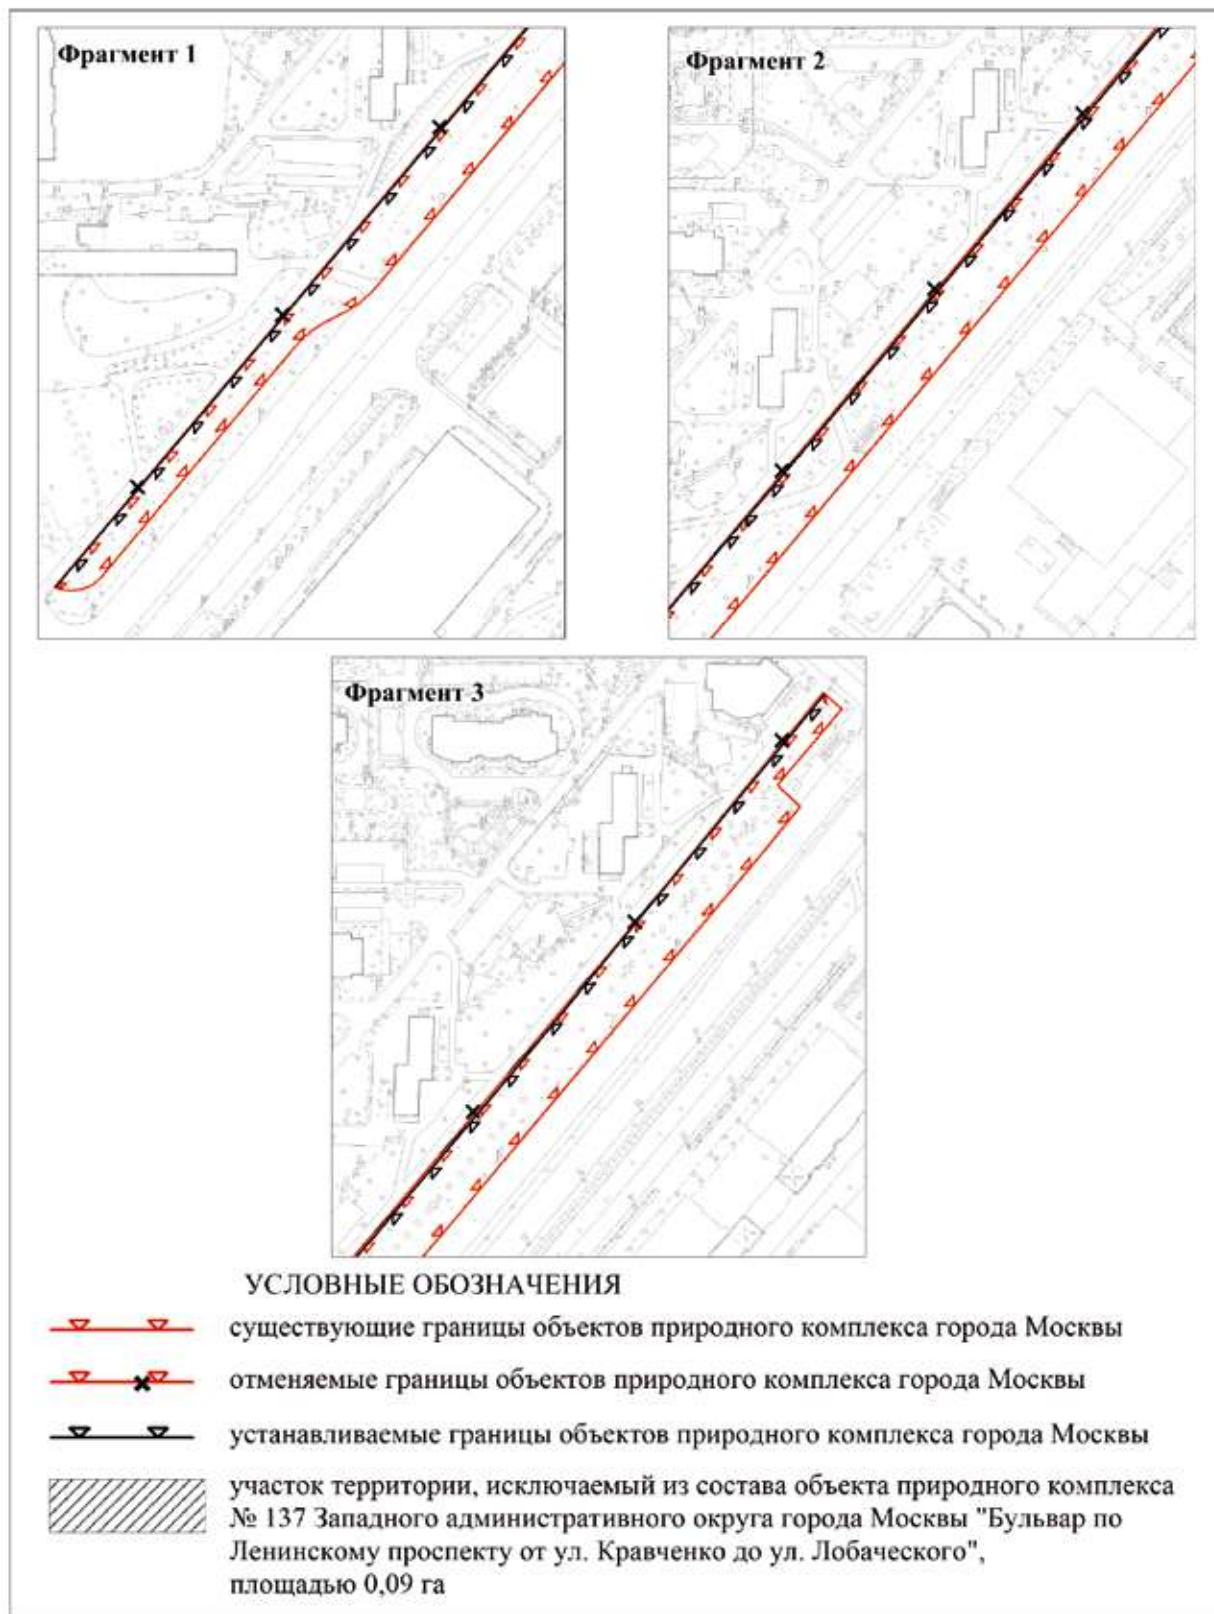 Фрагмент 1
Фрагмент 2
Фрагмент 3
УСЛОВНЫЕ ОБОЗНАЧЕНИЯ
существующие границы объектов природного комплекса города Москвы
отменяемые границы объектов природного комплекса города Москвы
устанавливаемые границы объектов природного комплекса города Москвы
участок территории, исключаемый из состава объекта природного комплекса
№ 137 Западного административного округа города Москвы "Бульвар по
Ленинскому проспекту от ул. Кравченко до ул. Лобаческого",
площадью 0,09 га